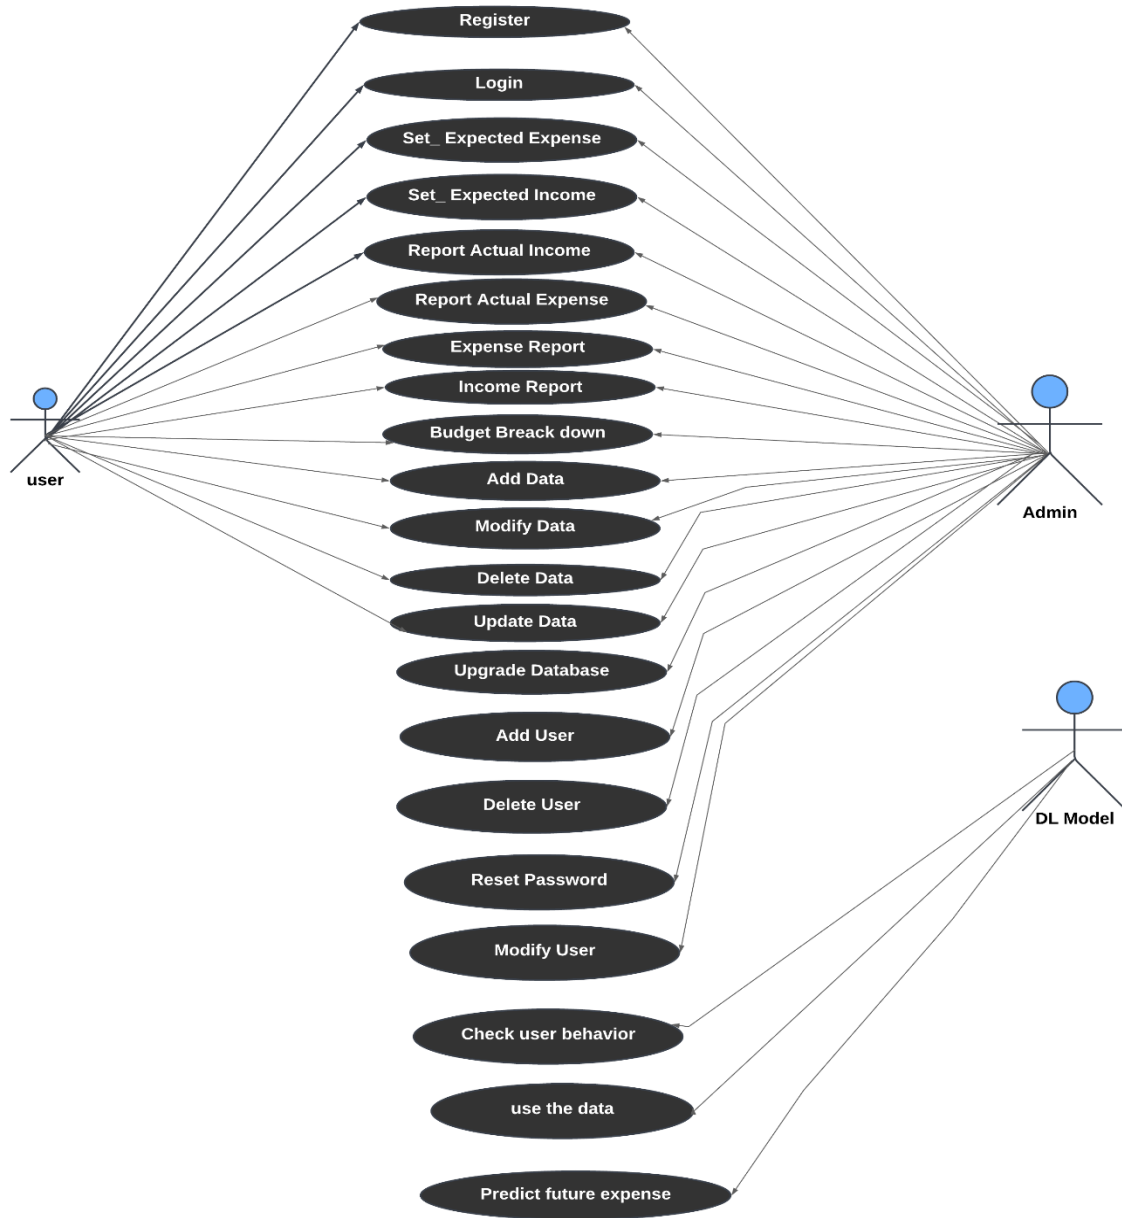 Register
Login
Set_ Expected Expense
Set_ Expected Income
Report Actual Income
Report Actual Expense
Expense Report
Income Report
Budget Breack down
user
Add Data
Admin
Modify Data
Delete Data
Update Data
Upgrade Database
Add User
Delete User
DL Model
Reset Password
Modify User
Check user behavior
use the data
Predict future expense